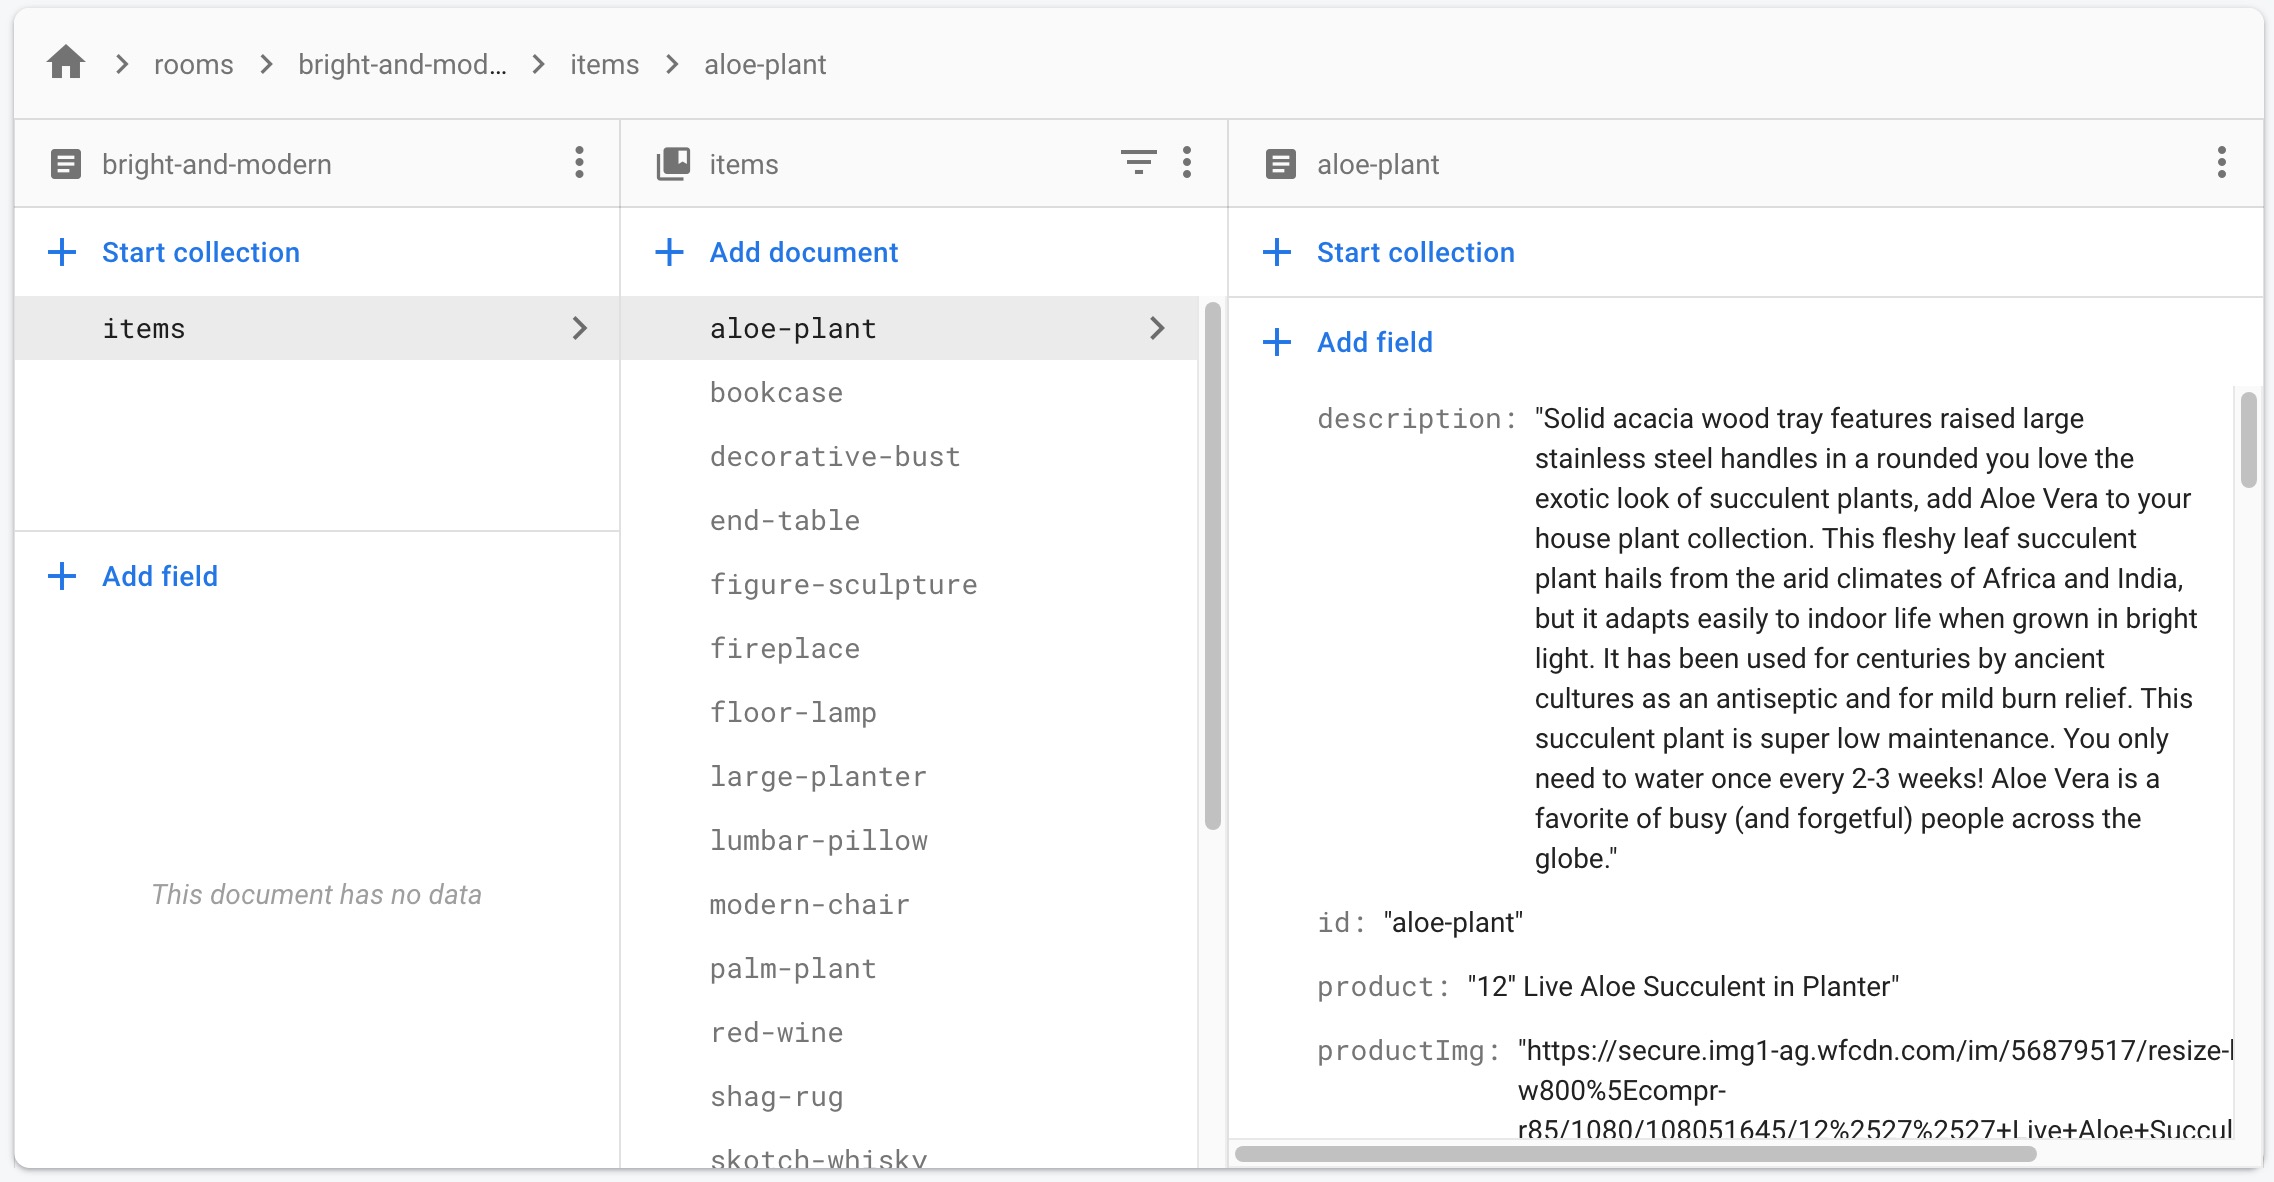 rooms bright-and-mod... items aloe-plant
bright-and-modern
Start collection
items
Add field
This document has no data
items
Add document
aloe-plant
bookcase
decorative-bust
end-table
figure-sculpture
fireplace
floor-lamp
large-planter
lumbar-pillow
modern-chair
palm-plant
red-wine
shag-rug
skotch-whisky
aloe-plant
Start collection
Add field
description: "Solid acacia wood tray features raised large
stainless steel handles in a rounded you love the
exotic look of succulent plants, add Aloe Vera to your
house plant collection. This fleshy leaf succulent
plant hails from the arid climates of Africa and India,
but it adapts easily to indoor life when grown in bright
light. It has been used for centuries by ancient
cultures as an antiseptic and for mild burn relief. This
succulent plant is super low maintenance. You only
need to water once every 2-3 weeks! Aloe Vera is a
favorite of busy (and forgetful) people across the
globe."
id: "aloe-plant"
product: "12" Live Aloe Succulent in Planter"
productImg: "https://secure.img1-ag.wfcdn.com/im/56879517/resize-
w800%5Ecompr-
r85/1080/108051645/12%2527%2527+Live+Aloe+Succul